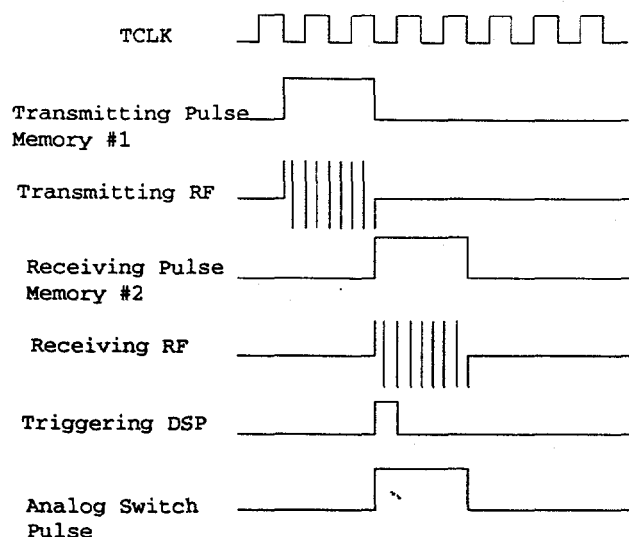 TCLK
Transmitting Pulse
Memory #1
Transmitting RF
Receiving Pulse
Memory #2
Receiving RF
Triggering DSP
Analog Switch
Pulse